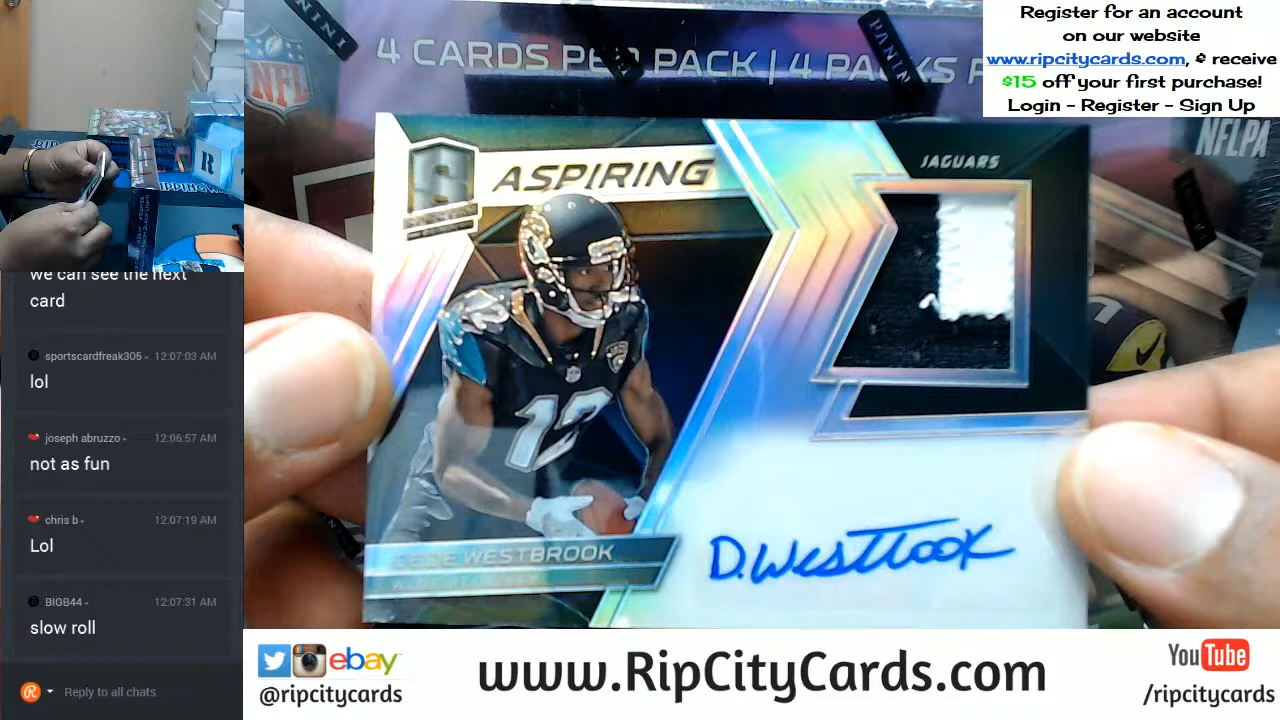 Register for an account
on our website
www.ripcitycards.com, & receive
$15 off your first purchase!
Login - Register - Sign Up
PANINI
NFL
4 CARDS PER PACK | 4 PACKS
PANINI
NFLPA
R
we can see the next
card
sportscardfreak305 12:07:03 AM
lol
joseph abruzzo 12:06:57 AM
not as fun
chris b 12:07:19 AM
Lol
BIGB44 12:07:31 AM
slow roll
Reply to all chats
S
ASPIRING
JAGUARS
12
DEDE WESTBROOK
D. Westbrook
ebay
@ripcitycards
www.RipCityCards.com
YouTube
/ripcitycards